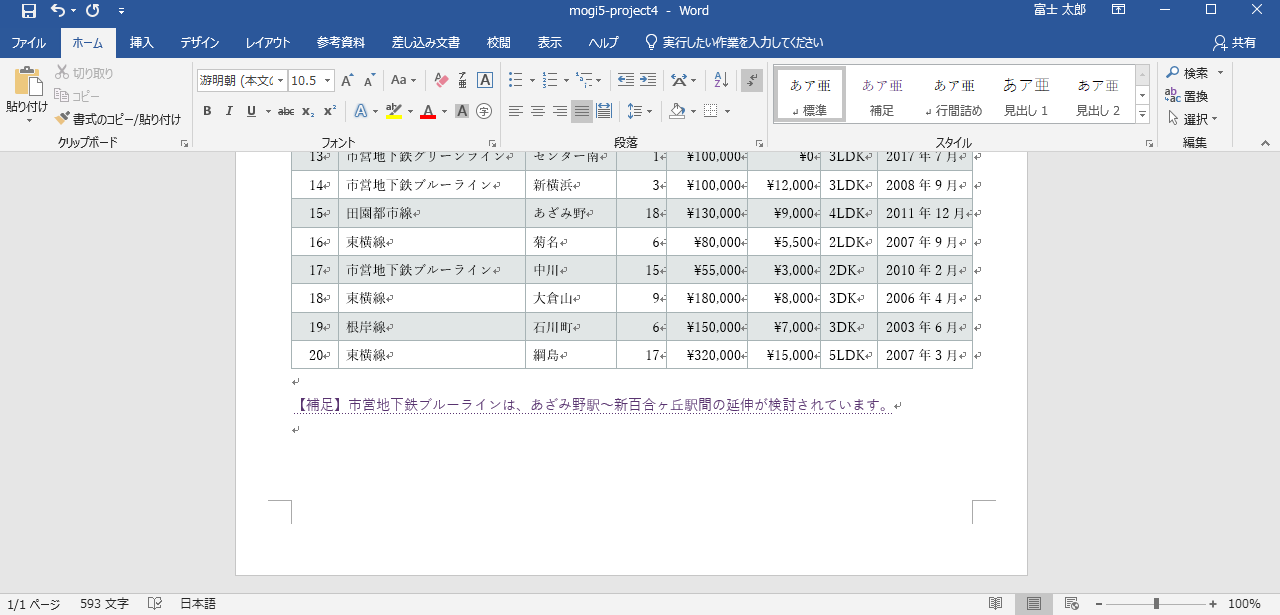 mogi5-project4 - Word
富士 太郎
ファイル ホーム 挿入 デザイン レイアウト 参考資料 差し込み文書 校閲 表示 ヘルプ 実行したい作業を入力してください 共有
貼り付け
切り取り
コピー
書式のコピー/貼り付け
クリップボード
游明朝 (本文の 10.5
フォント
段落
あア亜 標準
あア亜 補足
あア亜 行間詰め
あア亜 見出し 1
あア亜 見出し 2
スタイル
検索
置換
選択
編集
13 市営地下鉄グリーンライン センター南 1 ¥100,000 ¥0 3LDK 2017 年 7 月
14 市営地下鉄ブルーライン 新横浜 3 ¥100,000 ¥12,000 3LDK 2008 年 9 月
15 田園都市線 あざみ野 18 ¥130,000 ¥9,000 4LDK 2011 年 12 月
16 東横線 菊名 6 ¥80,000 ¥5,500 2LDK 2007 年 9 月
17 市営地下鉄ブルーライン 中川 15 ¥55,000 ¥3,000 2DK 2010 年 2 月
18 東横線 大倉山 9 ¥180,000 ¥8,000 3DK 2006 年 4 月
19 根岸線 石川町 6 ¥150,000 ¥7,000 3DK 2003 年 6 月
20 東横線 綱島 17 ¥320,000 ¥15,000 5LDK 2007 年 3 月
【補足】市営地下鉄ブルーラインは、あざみ野駅～新百合ヶ丘駅間の延伸が検討されています。
1/1 ページ 593 文字 日本語 100%